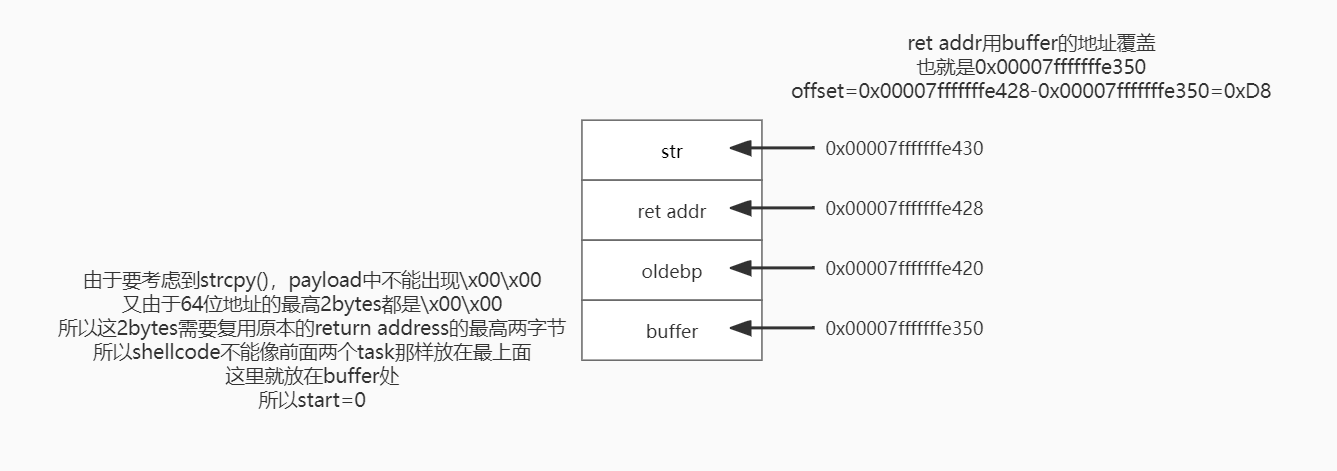 ret addr用buffer的地址覆盖
也就是0x00007fffffffe350
offset=0x00007fffffffe428-0x00007fffffffe350=0xD8
str
0x00007fffffffe430
ret addr
0x00007fffffffe428
oldebp
0x00007fffffffe420
buffer
0x00007fffffffe350
由于要考虑到strcpy()，payload中不能出现\x00\x00
又由于64位地址的最高2bytes都是\x00\x00
所以这2bytes需要复用原本的return address的最高两字节
所以shellcode不能像前面两个task那样放在最上面
这里就放在buffer处
所以start=0